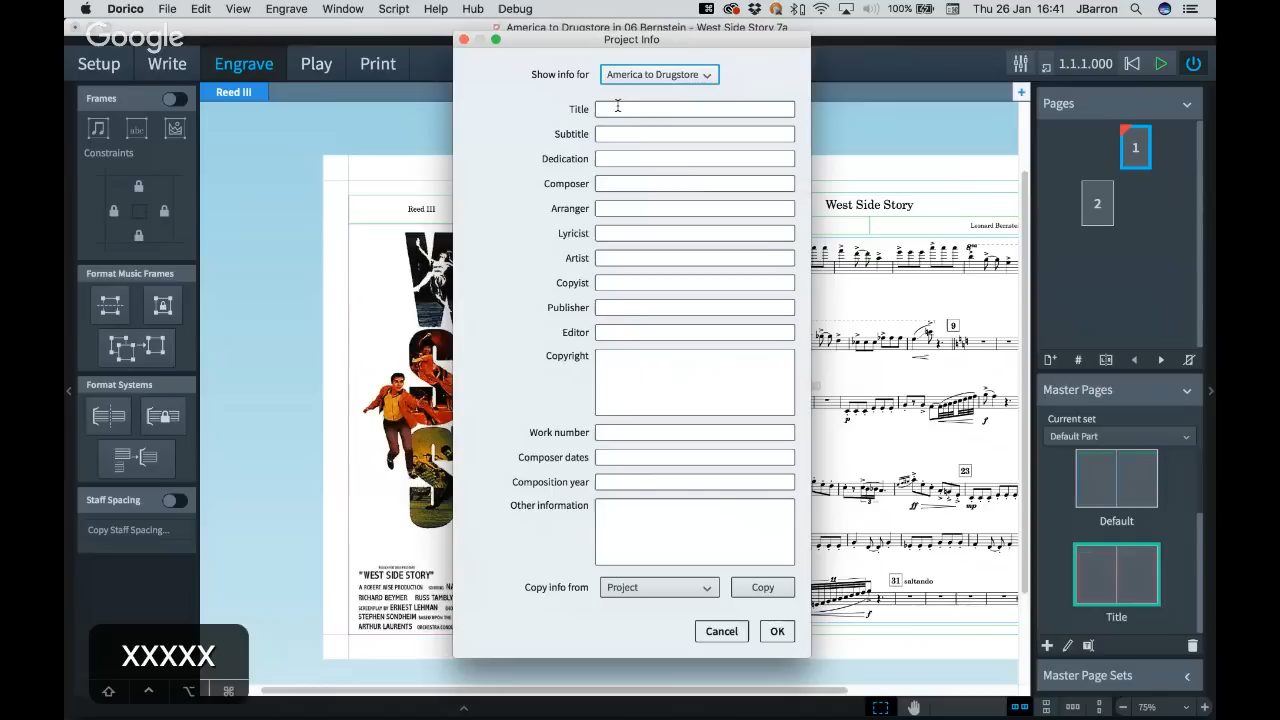 Dorico File Edit View Engrave Window Script Help Hub Debug 100% Thu 26 Jan 16:41 JBarron
America to Drugstore in 06 Bernstein - West Side Story 7a
Google
Project Info
Setup Write Engrave Play Print
1.1.1.000
Reed III
Frames
abc
Constraints
Format Music Frames
Format Systems
Staff Spacing
Copy Staff Spacing...
Show info for America to Drugstore
Title
Subtitle
Dedication
Composer
Arranger
Lyricist
Artist
Copyist
Publisher
Editor
Copyright
Work number
Composer dates
Composition year
Other information
Copy info from Project Copy
Cancel OK
Reed III
"WEST SIDE STORY"
A ROBERT WISE PRODUCTION
RICHARD BEYMER RUSS TAMBLY
SCREENPLAY BY ERNEST LEHMAN
STEPHEN SONDHEIM
ARTHUR LAURENTS
West Side Story
Leonard Bernste
9
p
f
23
ff
mp
31 saltando
ff
f
Pages
1
2
#
Master Pages
Current set
Default Part
Default
Title
Master Page Sets
75%
XXXXX